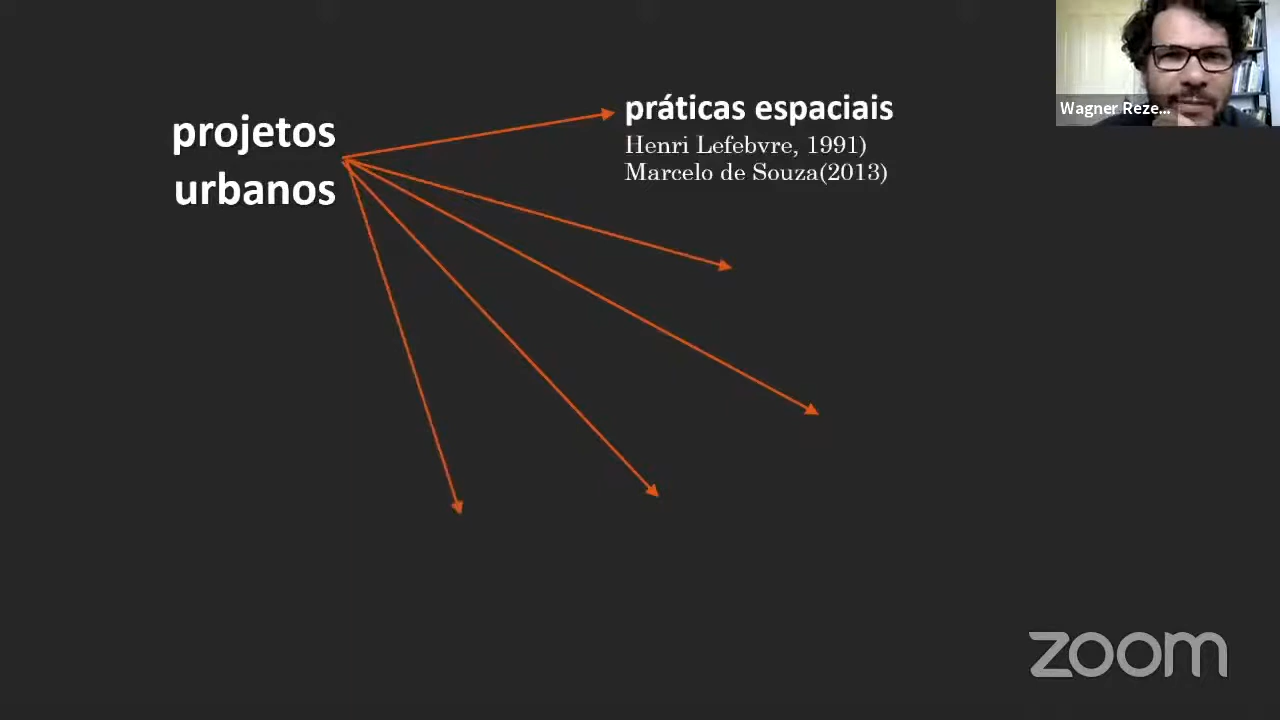 projetos
urbanos
práticas espaciais
Henri Lefebvre, 1991)
Marcelo de Souza(2013)
Wagner Reze...
zoom